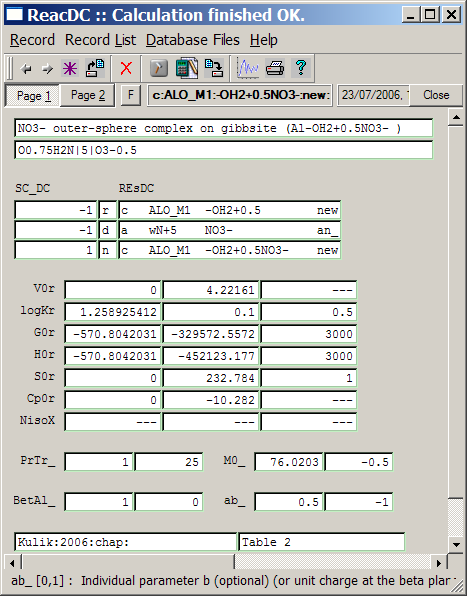 ReacDC :: Calculation finished OK.
Record Record List Database Files Help
Page 1 Page 2 F c:ALO_M1:-OH2+0.5NO3-:new: 23/07/2006, Close
NO3- outer-sphere complex on gibbsite (Al-OH2+0.5NO3- )
O0.75H2N|5|O3-0.5
SC_DC REsDC
-1 r c ALO_M1 -OH2+0.5 new
-1 d a wN+5 NO3- an_
1 n c ALO_M1 -OH2+0.5NO3- new
V0r 0 4.22161 ---
logKr 1.258925412 0.1 0.5
G0r -570.8042031 -329572.5572 3000
H0r -570.8042031 -452123.177 3000
S0r 0 232.784 1
Cp0r 0 -10.282 ---
NisoX --- --- ---
PrTr_ 1 25 M0_ 76.0203 -0.5
BetAl_ 1 0 ab_ 0.5 -1
Kulik:2006:chap: Table 2
ab_ [0,1] : Individual parameter b (optional) (or unit charge at the beta plar